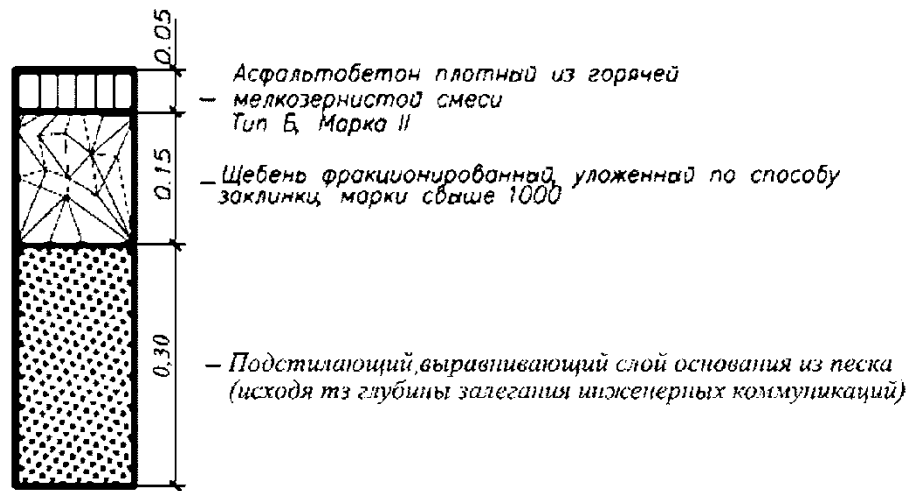 0.05
Асфальтобетон плотный из горячей
— мелкозернистой смеси
Тип Б, Марка II
0.15
— Щебень фракционированный, уложенный по способу
заклинки, марки свыше 1000
0,30
— Подстилающий,выравнивающий слой основания из песка
(исходя тз глубины залегания инженерных коммуникаций)